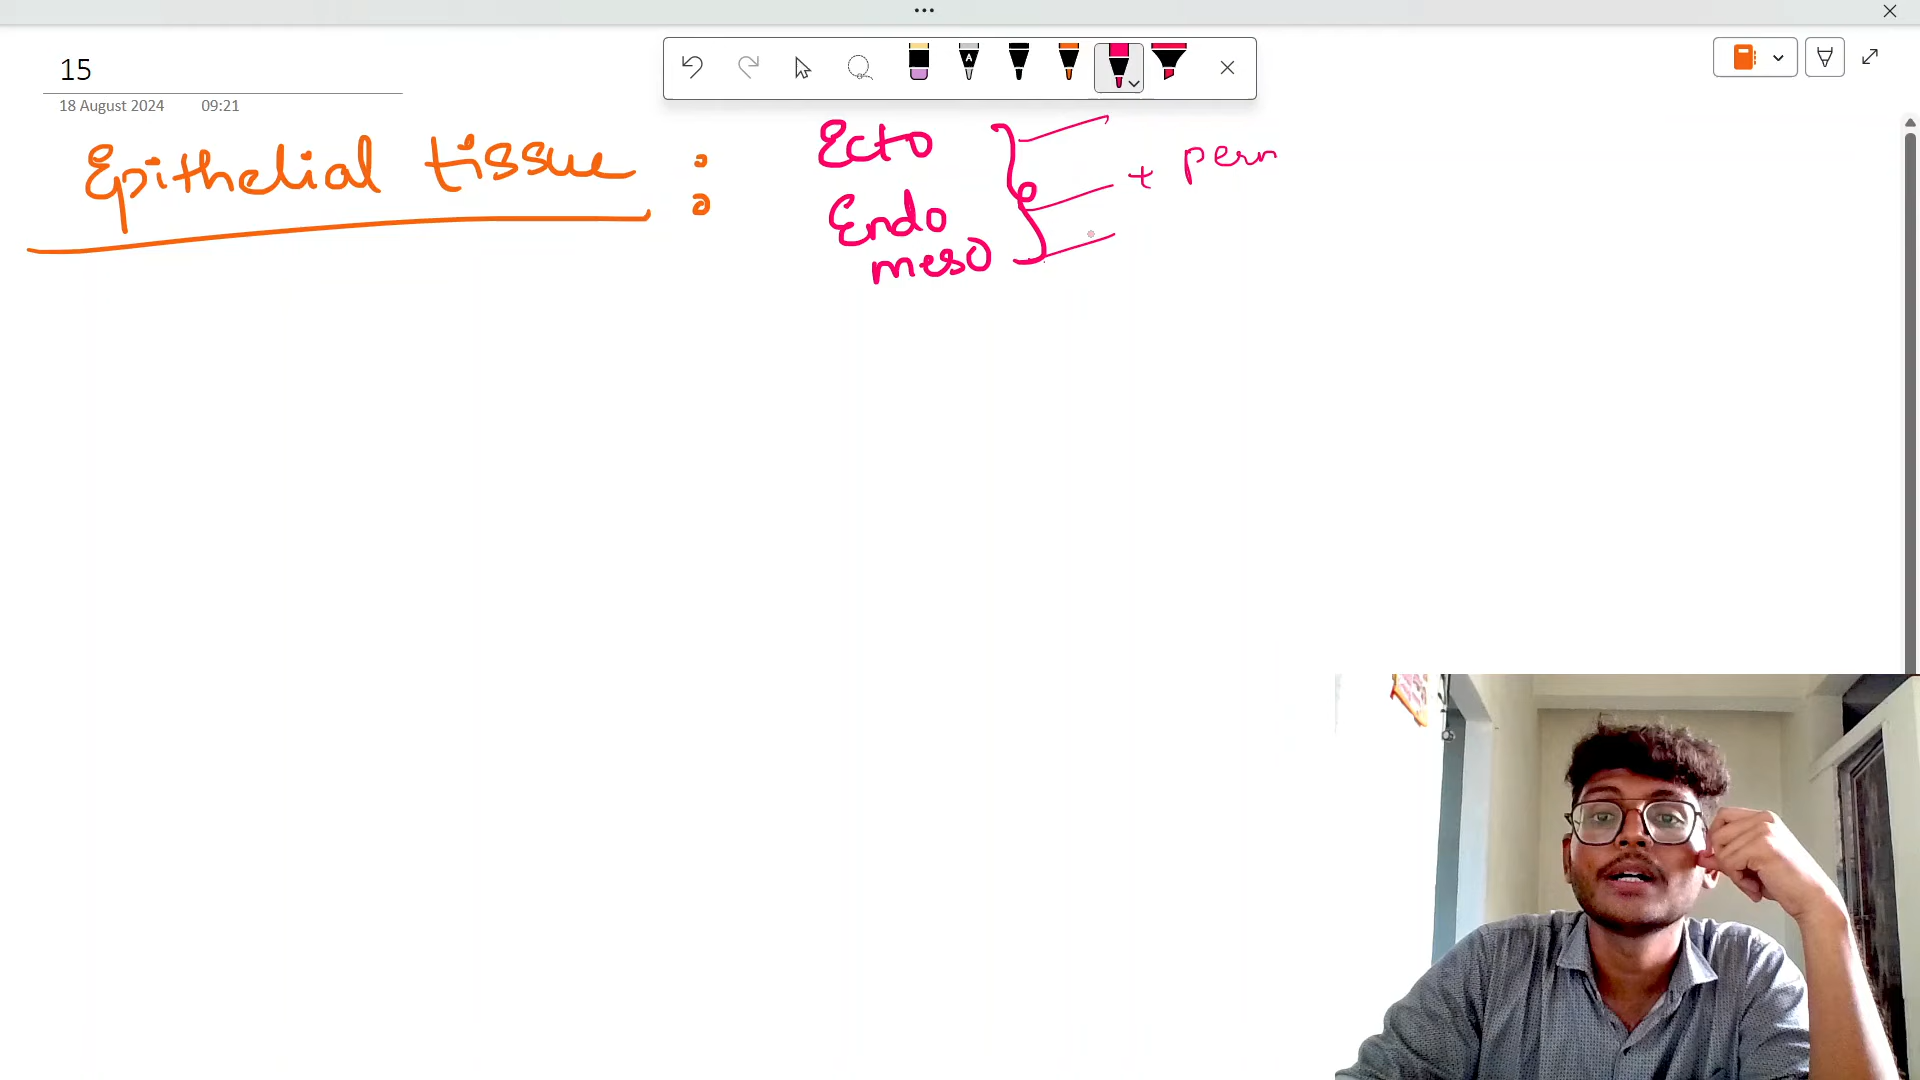 15
18 August 2024 09:21
Epithelial tissue :
Ecto
Endo
meso
+ pern